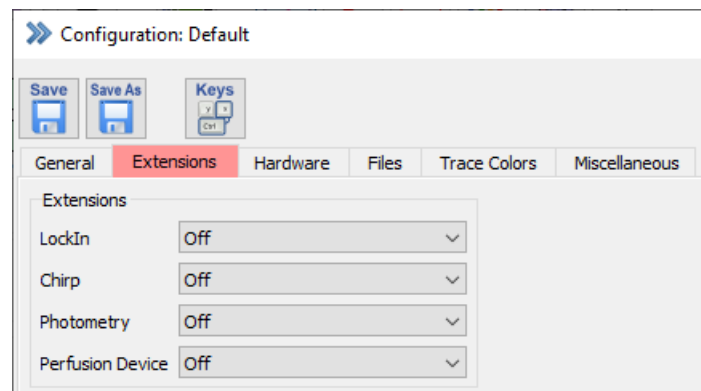 Configuration: Default
Save Save As Keys
Y X
Ctrl
General Extensions Hardware Files Trace Colors Miscellaneous
Extensions
LockIn Off
Chirp Off
Photometry Off
Perfusion Device Off